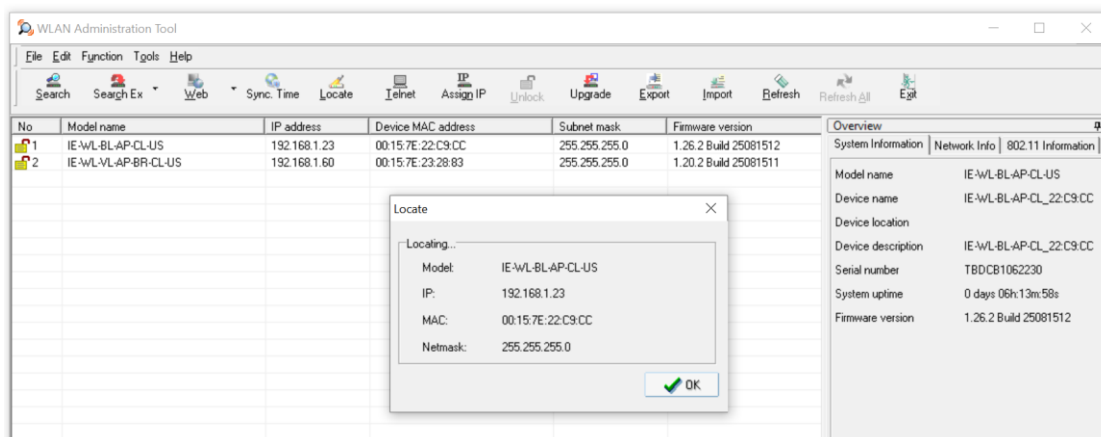 WLAN Administration Tool
File Edit Function Tools Help
Search Search Ex Web Sync. Time Locate Telnet Assign IP Unlock Upgrade Export Import Refresh Refresh All Exit
No Model name IP address Device MAC address Subnet mask Firmware version
1 IE-WL-BL-AP-CL-US 192.168.1.23 00:15:7E:22:C9:CC 255.255.255.0 1.26.2 Build 25081512
2 IE-WL-VL-AP-BR-CL-US 192.168.1.60 00:15:7E:23:28:83 255.255.255.0 1.20.2 Build 20081511
Locate
Locating...
Model: IE-WL-BL-AP-CL-US
IP: 192.168.1.23
MAC: 00:15:7E:22:C9:CC
Netmask: 255.255.255.0
OK
Overview
System Information Network Info 802.11 Information
Model name IE-WL-BL-AP-CL-US
Device name IE-WL-BL-AP-CL_22:C9:CC
Device location
Device description IE-WL-BL-AP-CL_22:C9:CC
Serial number TBDCB1062230
System uptime 0 days 06h:13m:58s
Firmware version 1.26.2 Build 25081512